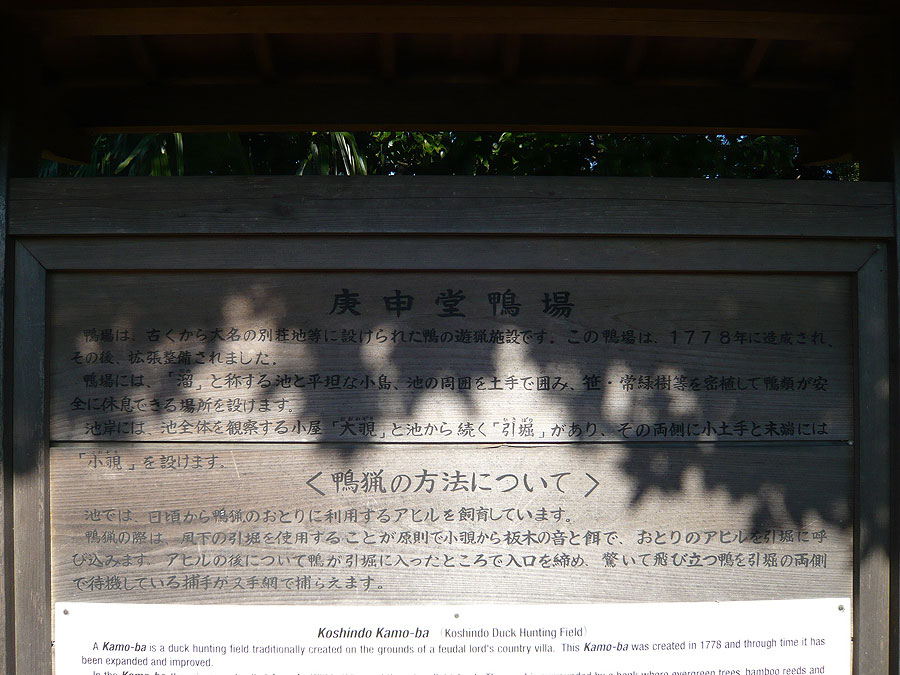 庚申堂鴨場
鴨場は、古くから大名の別荘地等に設けられた鴨の遊猟施設です。この鴨場は、1778年に造成され、
その後、拡張整備されました。
鴨場には、「溜」と称する池と平坦な小島、池の周囲を土手で囲み、笹・常緑樹等を密植して鴨類が安
全に休息できる場所を設けます。
池岸には、池全体を観察する小屋「大覗」と池から続く「引堀」があり、その両側に小土手と末端には
「小覗」を設けます。
<鴨猟の方法について>
池では、日頃から鴨猟のおとりに利用するアヒルを飼育しています。
鴨猟の際は、風下の引堀を使用することが原則で小覗から板木の音と餌で、おとりのアヒルを引堀に呼
び込みます。アヒルの後について鴨が引堀に入ったところで入口を締め、驚いて飛び立つ鴨を引堀の両側
で待機している捕手が叉手網で捕らえます。
Koshindo Kamo-ba (Koshindo Duck Hunting Field)
A Kamo-ba is a duck hunting field traditionally created on the grounds of a feudal lord's country villa. This Kamo-ba was created in 1778 and through time it has
been expanded and improved.